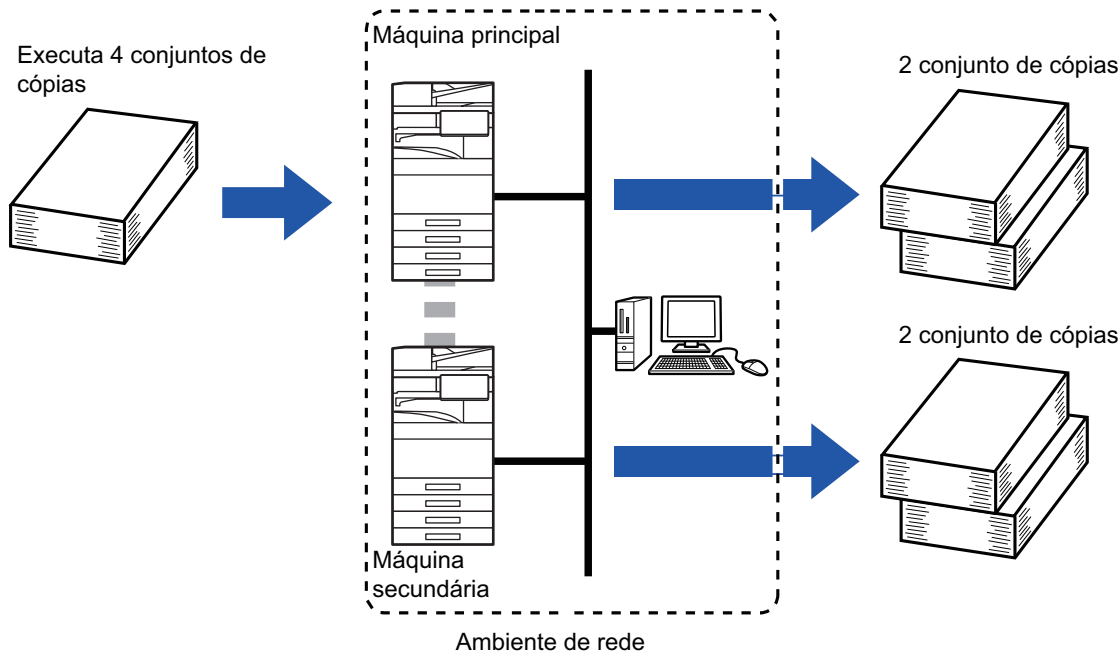 Executa 4 conjuntos de
cópias
Máquina principal
2 conjunto de cópias
2 conjunto de cópias
Máquina
secundária
Ambiente de rede